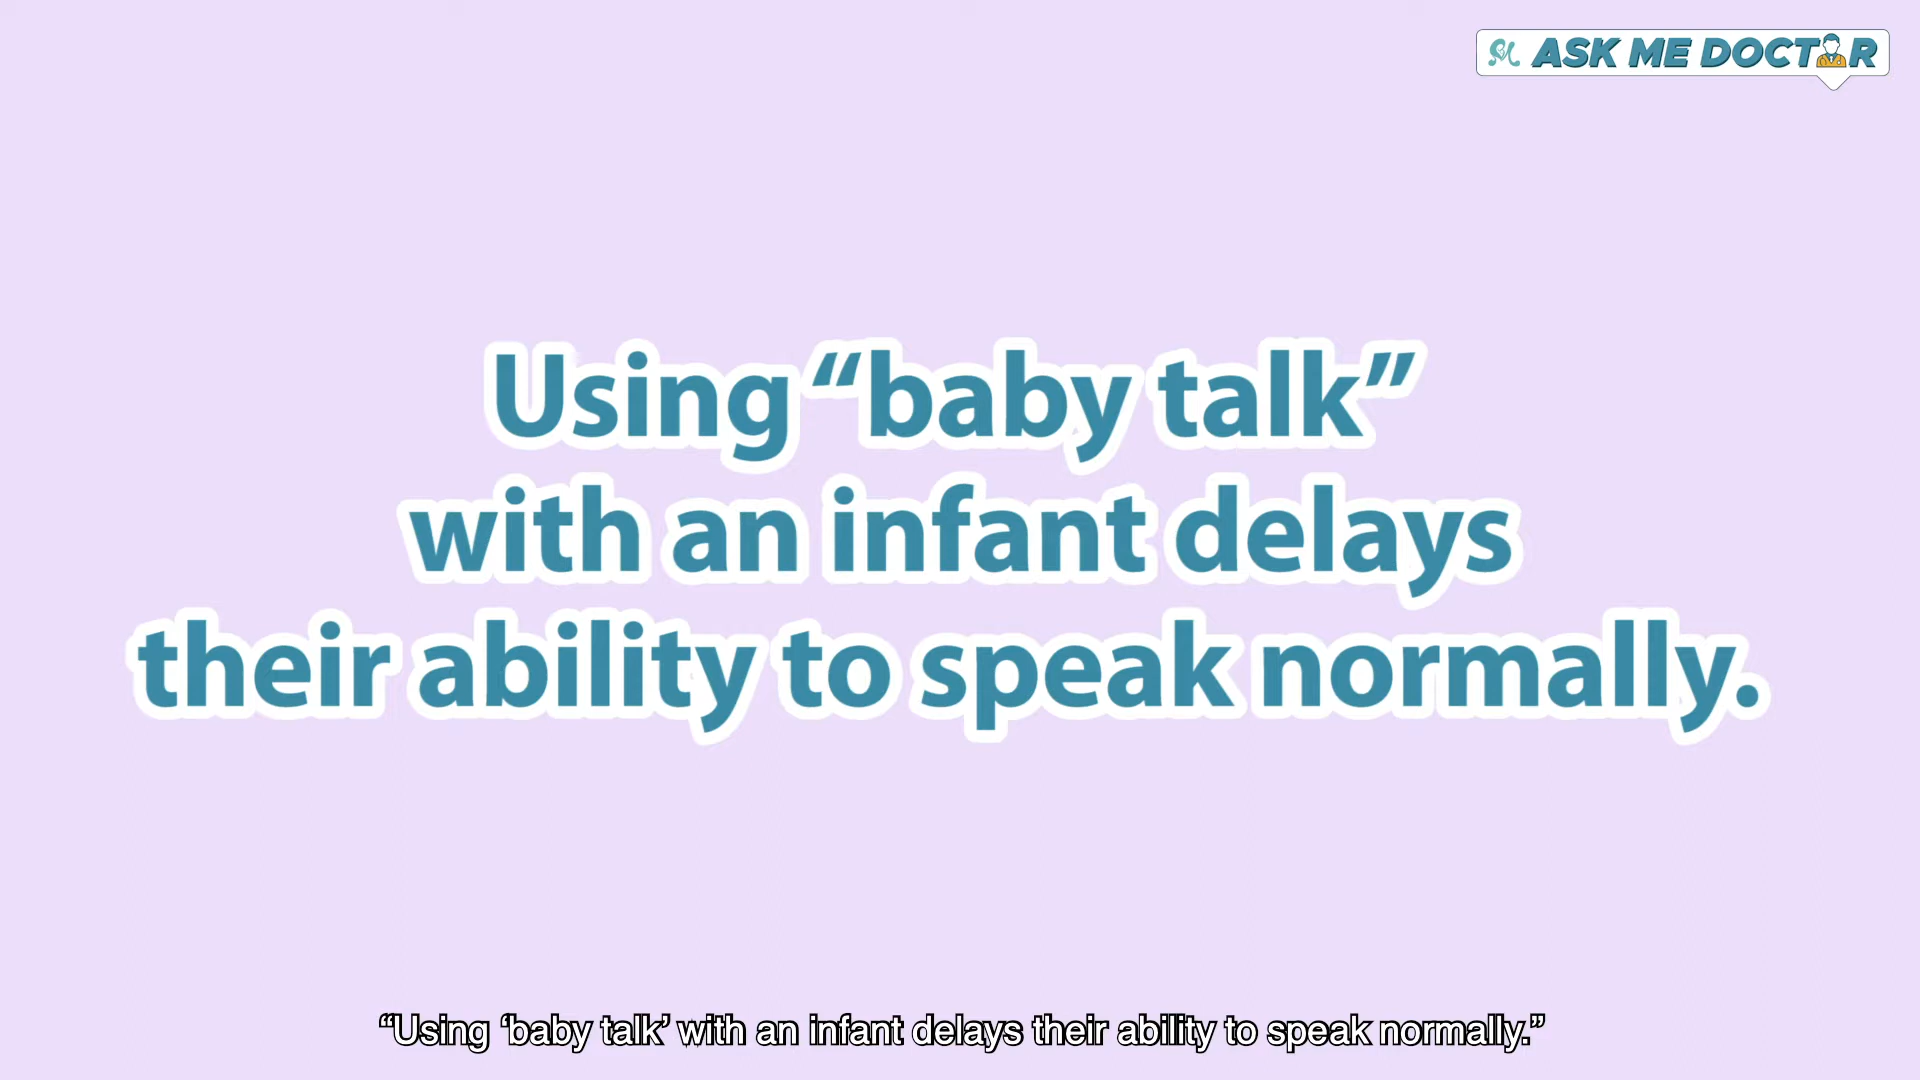 ASK ME DOCTOR
Using “baby talk”
with an infant delays
their ability to speak normally.
“Using ‘baby talk’ with an infant delays their ability to speak normally.”